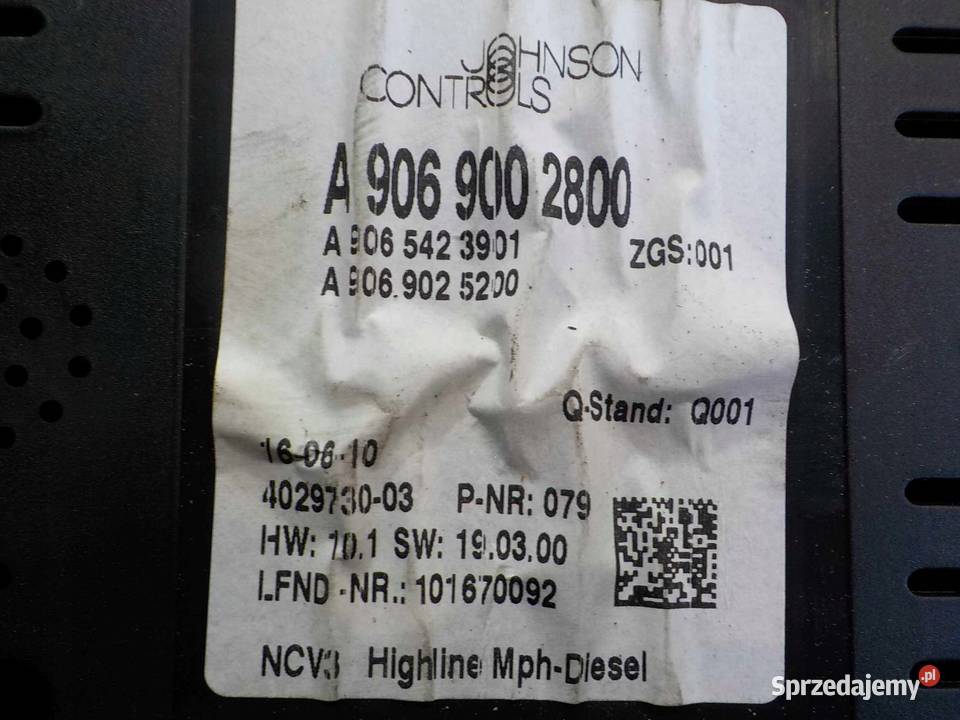 JOHNSON
CONTROLS
A 906 900 2800
A 906 542 3901 ZGS:001
A 906 902 5200
Q-Stand: Q001
16-06-10
4029730-03 P-NR: 079
HW: 10.1 SW: 19.03.00
LFND-NR.: 101670092
NCV3 Highline Mph-Diesel
Sprzedajemy.pl